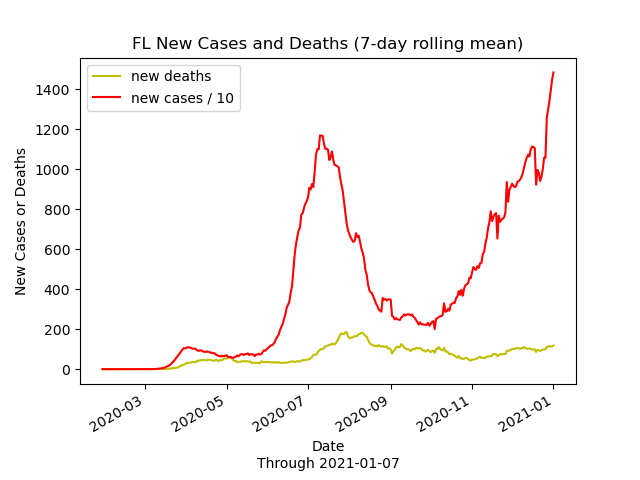 FL New Cases and Deaths (7-day rolling mean)
new deaths
new cases / 10
New Cases or Deaths
1400
1200
1000
800
600
400
200
0
2020-03
2020-05
2020-07
2020-09
2020-11
2021-01
Date
Through 2021-01-07